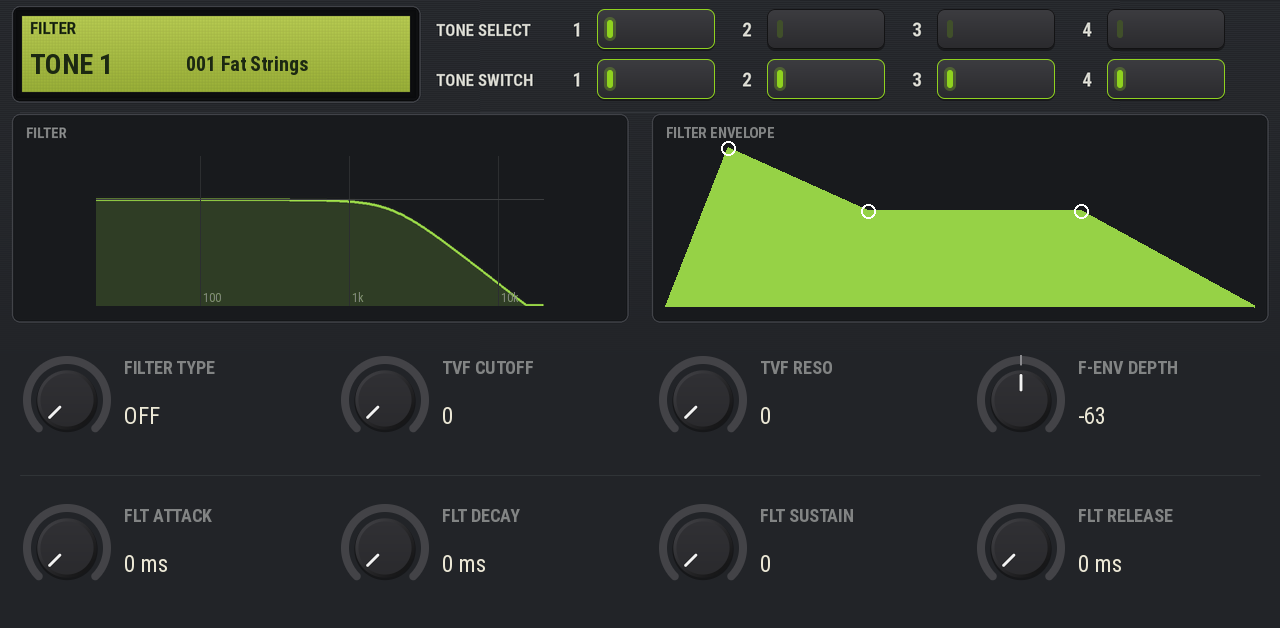 FILTER
TONE 1 001 Fat Strings
TONE SELECT 1 2 3 4
TONE SWITCH 1 2 3 4
FILTER
100 1k 10k
FILTER ENVELOPE
FILTER TYPE
OFF
TVF CUTOFF
0
TVF RESO
0
F-ENV DEPTH
-63
FLT ATTACK
0 ms
FLT DECAY
0 ms
FLT SUSTAIN
0
FLT RELEASE
0 ms